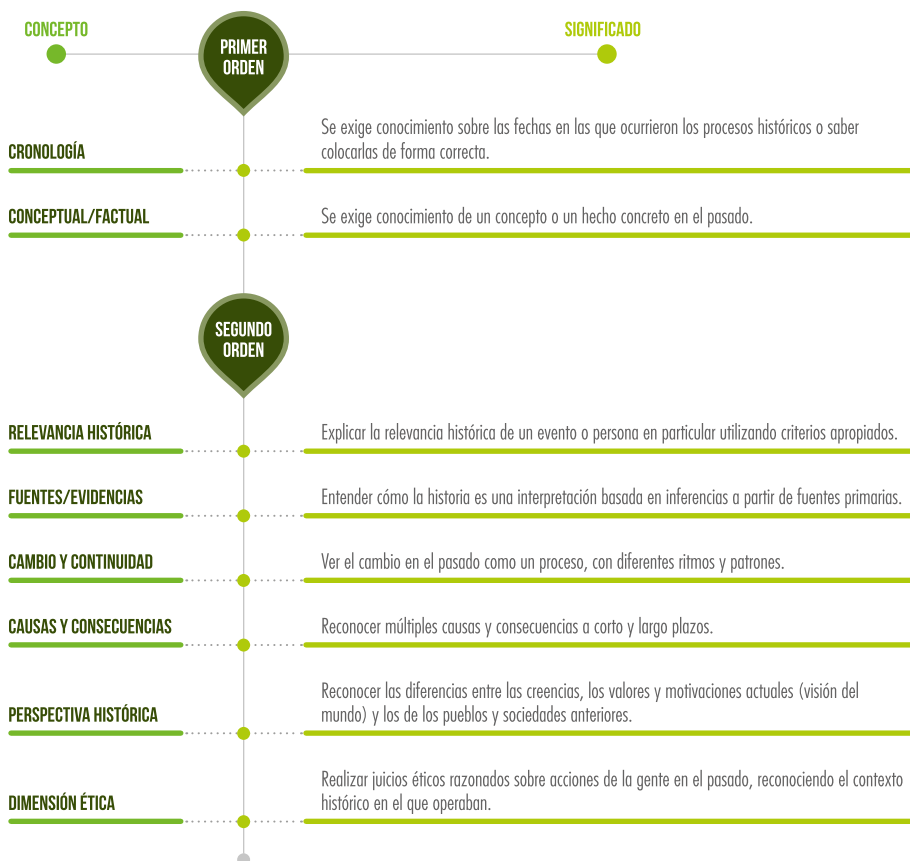 CONCEPTO
PRIMER
ORDEN
SIGNIFICADO
CRONOLOGÍA
Se exige conocimiento sobre las fechas en las que ocurrieron los procesos históricos o saber
colocarlas de forma correcta.
CONCEPTUAL/FACTUAL
Se exige conocimiento de un concepto o un hecho concreto en el pasado.
SEGUNDO
ORDEN
RELEVANCIA HISTÓRICA
Explicar la relevancia histórica de un evento o persona en particular utilizando criterios apropiados.
FUENTES/EVIDENCIAS
Entender cómo la historia es una interpretación basada en inferencias a partir de fuentes primarias.
CAMBIO Y CONTINUIDAD
Ver el cambio en el pasado como un proceso, con diferentes ritmos y patrones.
CAUSAS Y CONSECUENCIAS
Reconocer múltiples causas y consecuencias a corto y largo plazos.
PERSPECTIVA HISTÓRICA
Reconocer las diferencias entre las creencias, los valores y motivaciones actuales (visión del
mundo) y los de los pueblos y sociedades anteriores.
DIMENSIÓN ÉTICA
Realizar juicios éticos razonados sobre acciones de la gente en el pasado, reconociendo el contexto
histórico en el que operaban.